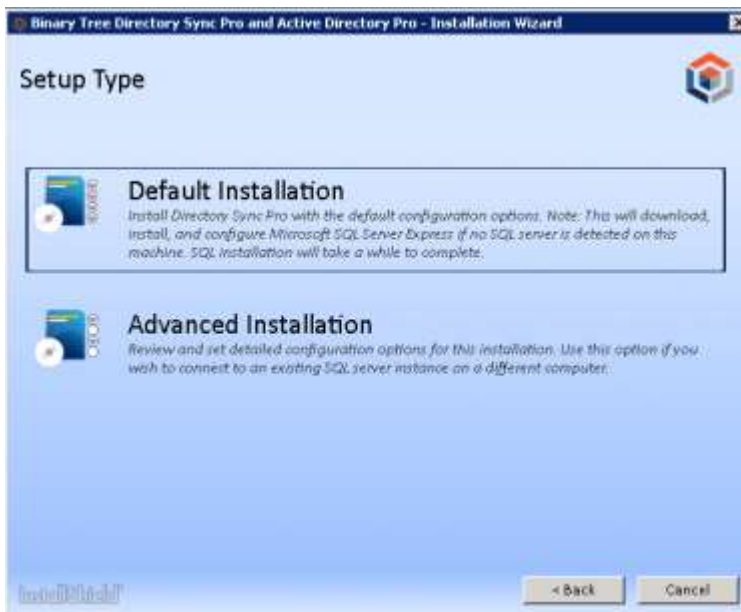 Binary Tree Directory Sync Pro and Active Directory Pro - Installation Wizard
Setup Type
Default Installation
Install Directory Sync Pro with the default configuration options. Note: This will download,
install, and configure Microsoft SQL Server Express if no SQL server is detected on this
machine. SQL installation will take a while to complete.
Advanced Installation
Review and set detailed configuration options for this installation. Use this option if you
wish to connect to an existing SQL server instance on a different computer.
InstallShield
< Back
Cancel